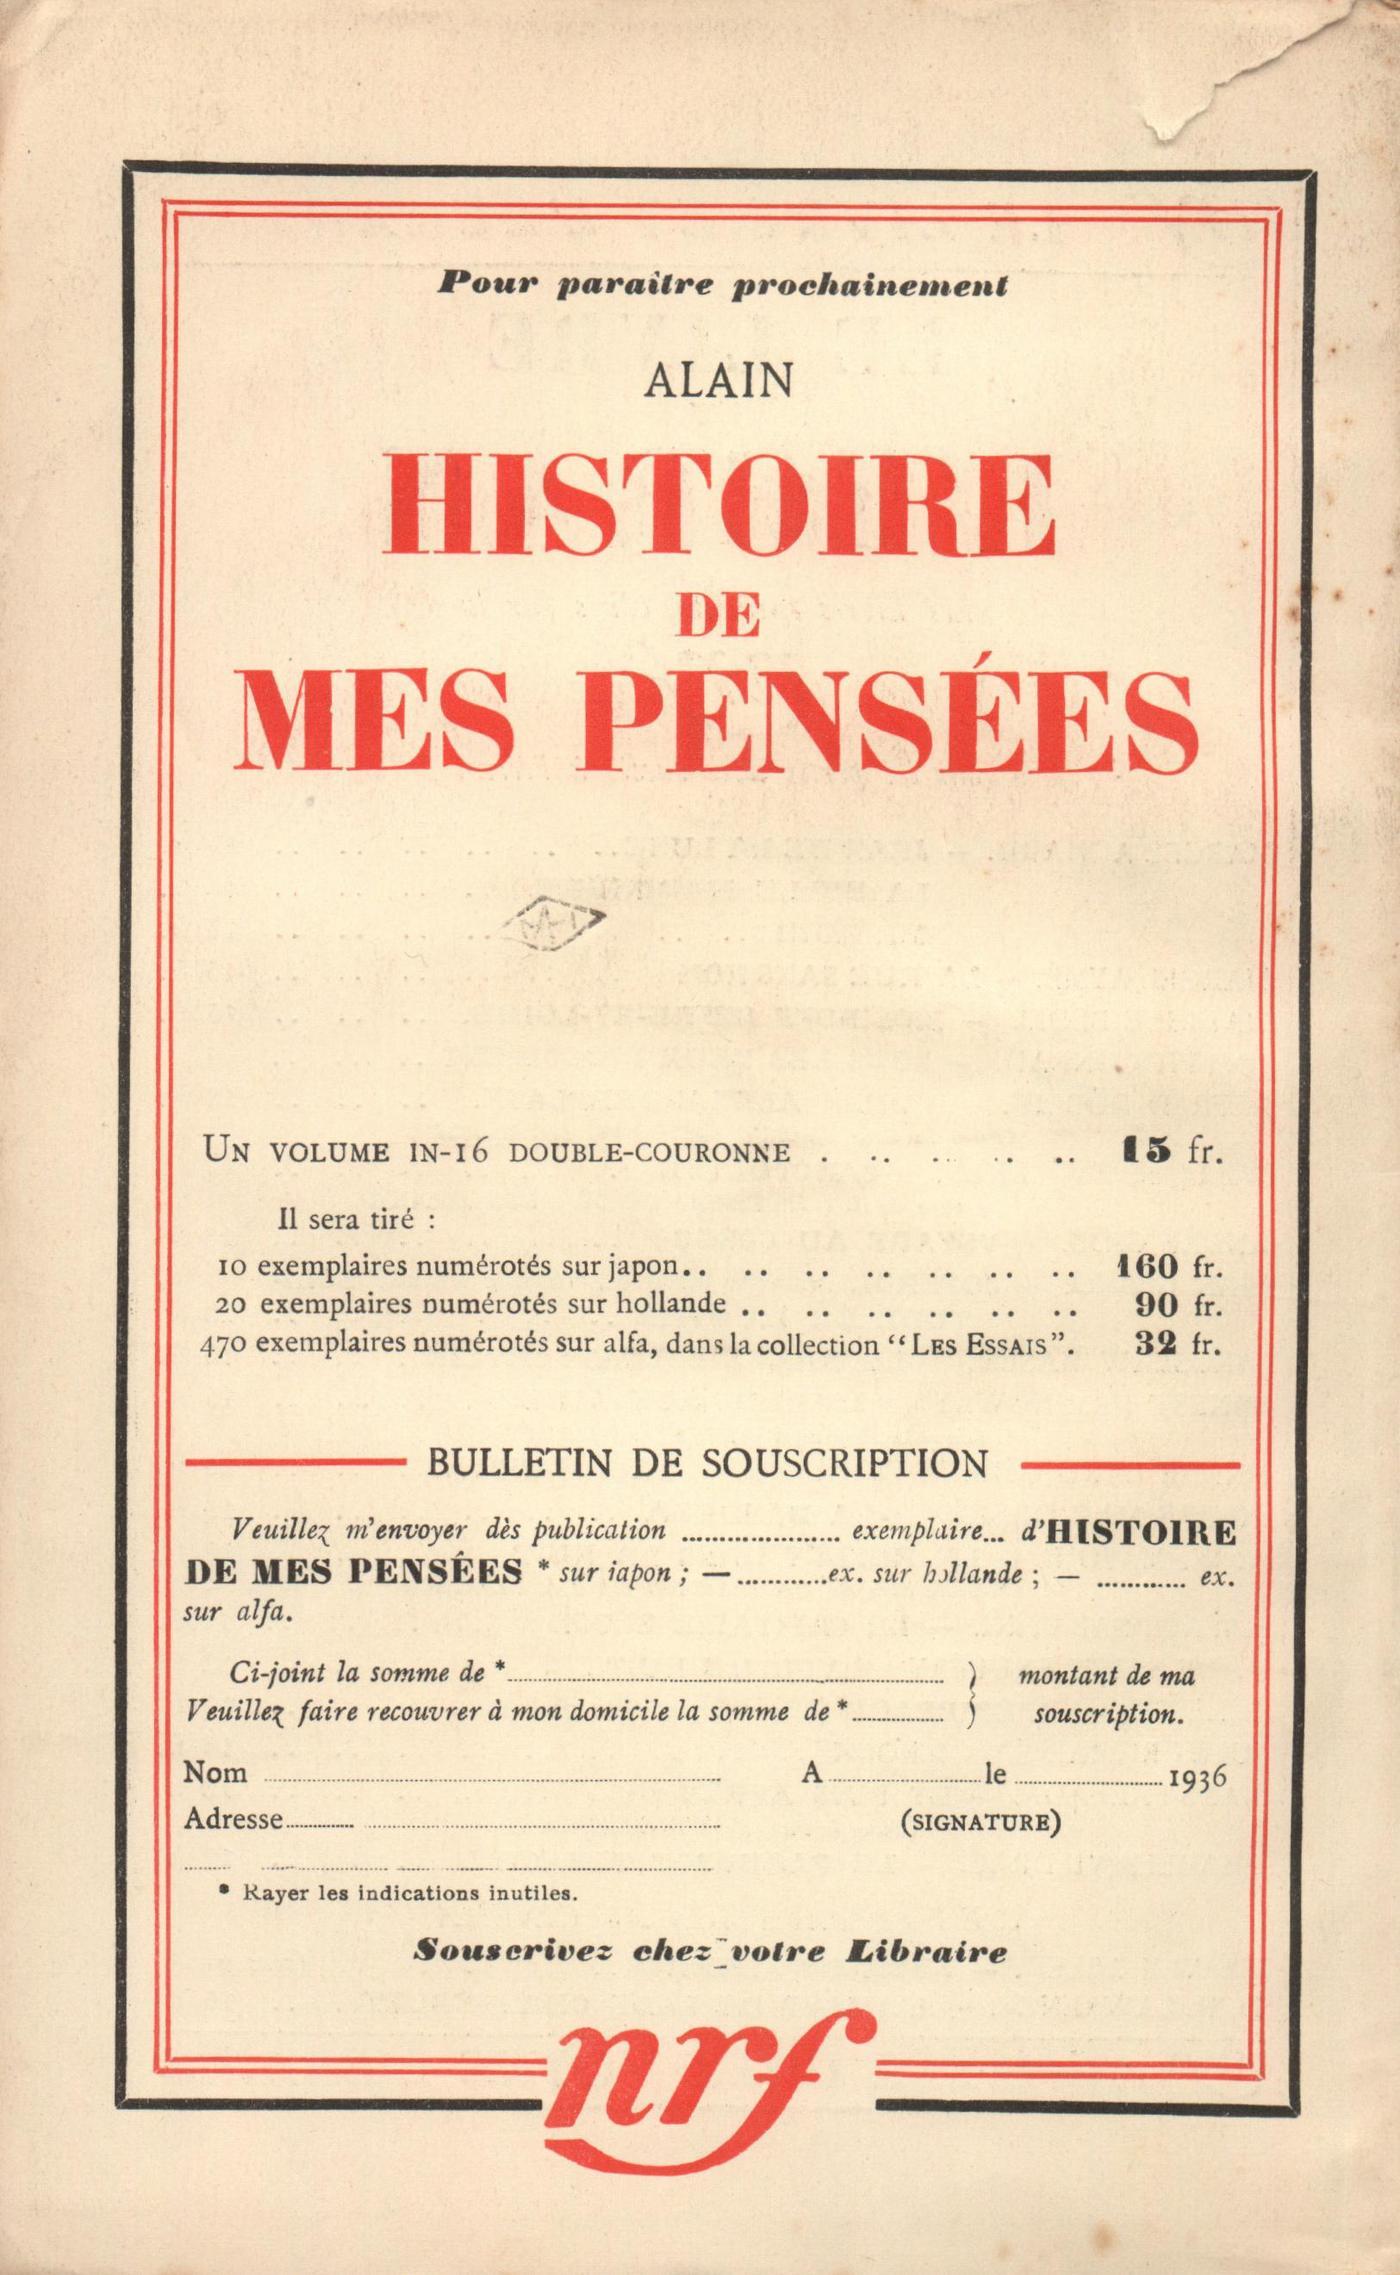 Pour paraître prochainement
ALAIN
HISTOIRE
DE
MES PENSÉES
UN VOLUME IN-16 DOUBLE-COURONNE . .. .. .. .. 15 fr.
Il sera tiré :
10 exemplaires numérotés sur japon.. .. .. .. .. .. .. 160 fr.
20 exemplaires numérotés sur hollande .. .. .. .. .. .. 90 fr.
470 exemplaires numérotés sur alfa, dans la collection “LES ESSAIS”. 32 fr.
BULLETIN DE SOUSCRIPTION
Veuillez m'envoyer dès publication .................... exemplaire... d'HISTOIRE
DE MES PENSÉES * sur japon ; — ............ex. sur hollande ; — ............ ex.
sur alfa.
Ci-joint la somme de * ........................................ } montant de ma
Veuillez faire recouvrer à mon domicile la somme de * ............ } souscription.
Nom ........................................ A ....................le .................... 1936
Adresse........................................ (SIGNATURE)
* Rayer les indications inutiles.
Souscrivez chez votre Libraire
nrf